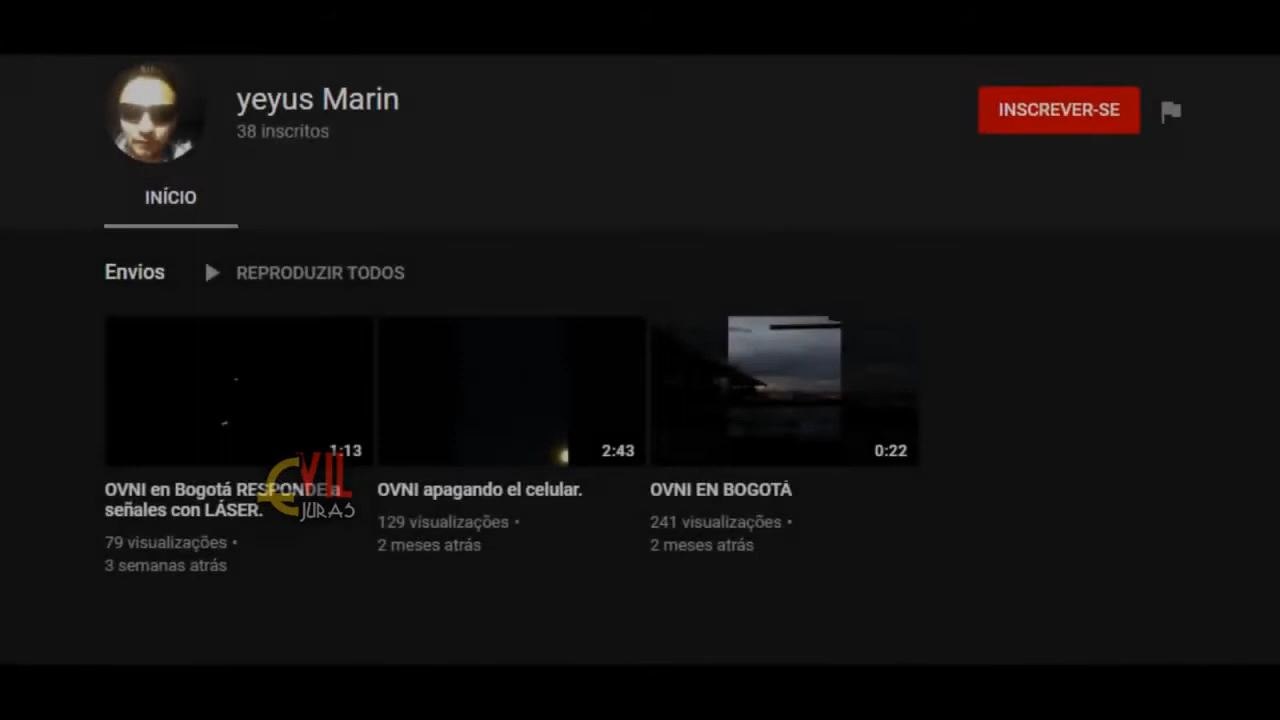 yeyus Marin
38 inscritos
INSCREVER-SE
INÍCIO
Envios
REPRODUZIR TODOS
1:13
2:43
0:22
OVNI en Bogotá RESPONDE a
señales con LÁSER.
79 visualizações •
3 semanas atrás
OVNI apagando el celular.
129 visualizações •
2 meses atrás
OVNI EN BOGOTÁ
241 visualizações •
2 meses atrás
EVIL
JURAS